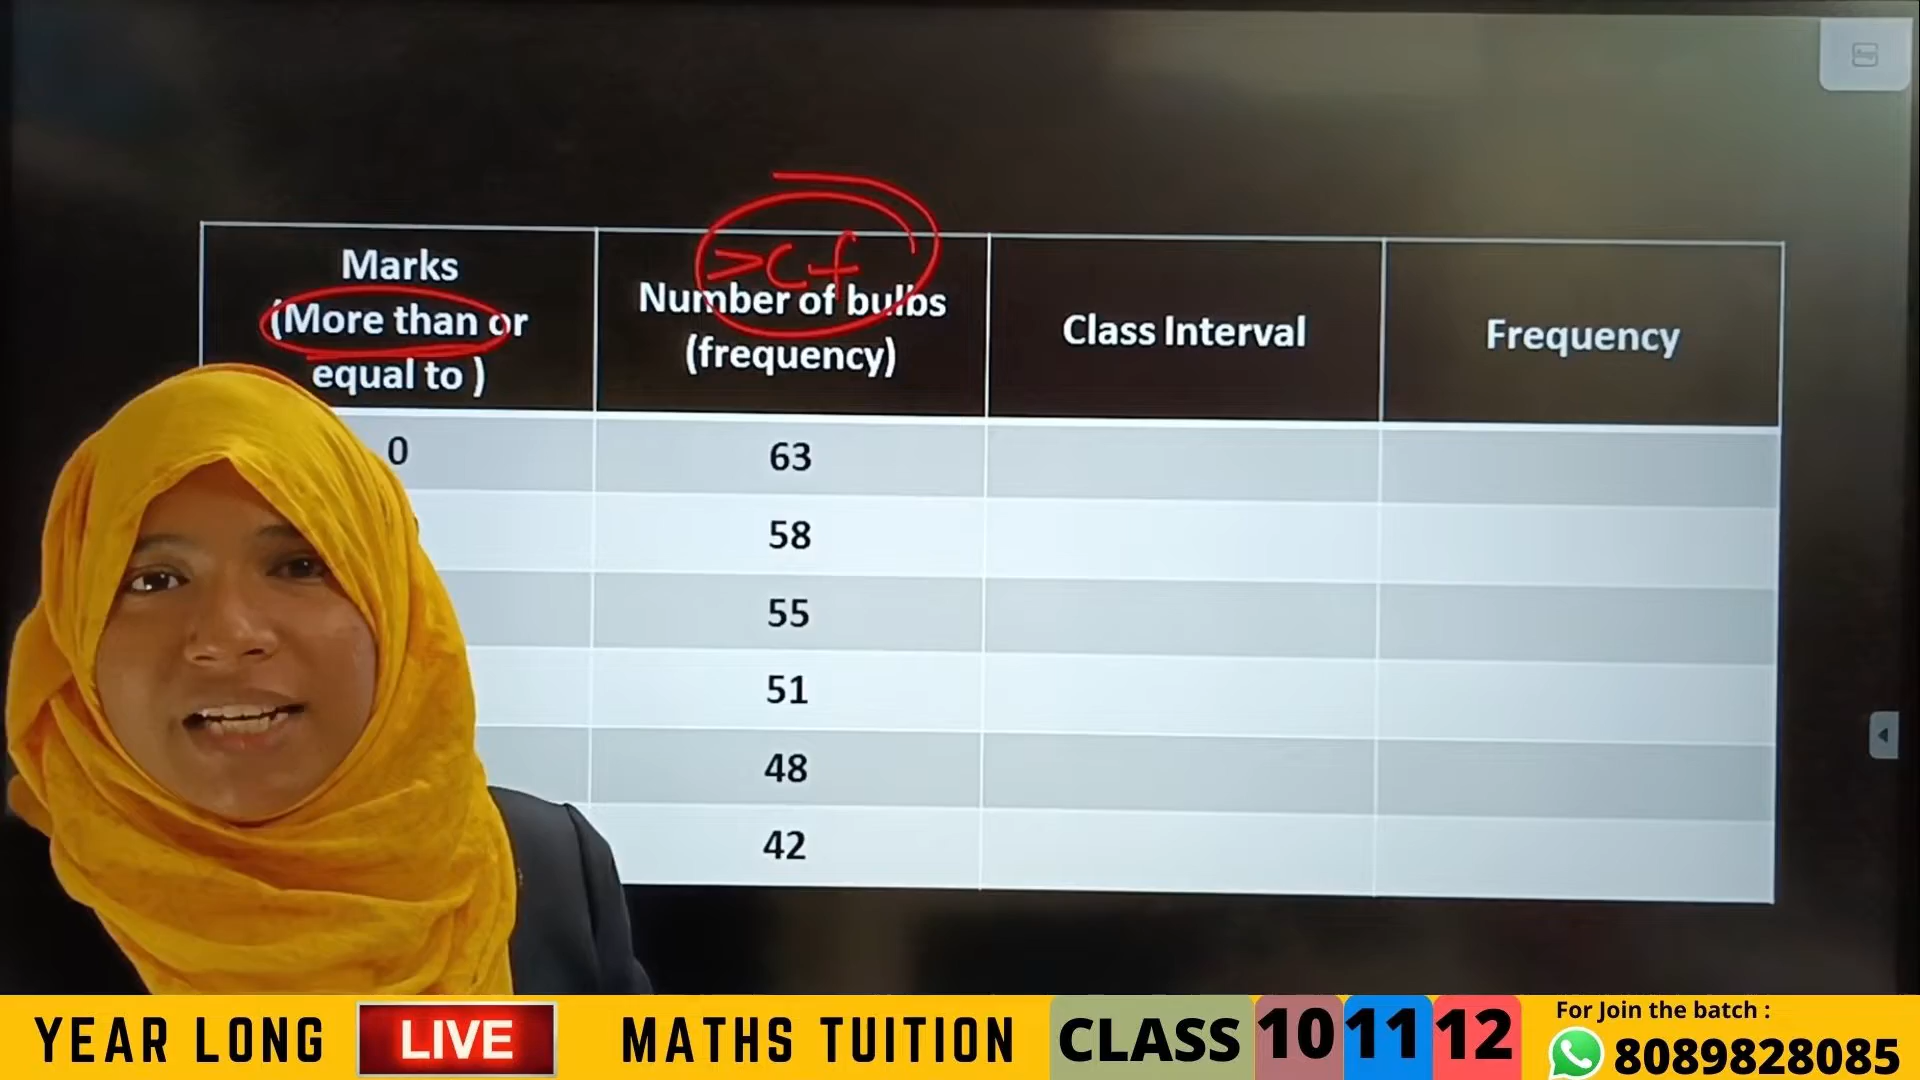 >cf
Marks
(More than or
equal to )
Number of bulbs
(frequency)
Class Interval
Frequency
0
63
58
55
51
48
42
YEAR LONG
LIVE
MATHS TUITION
CLASS 10 11 12
For Join the batch :
8089828085